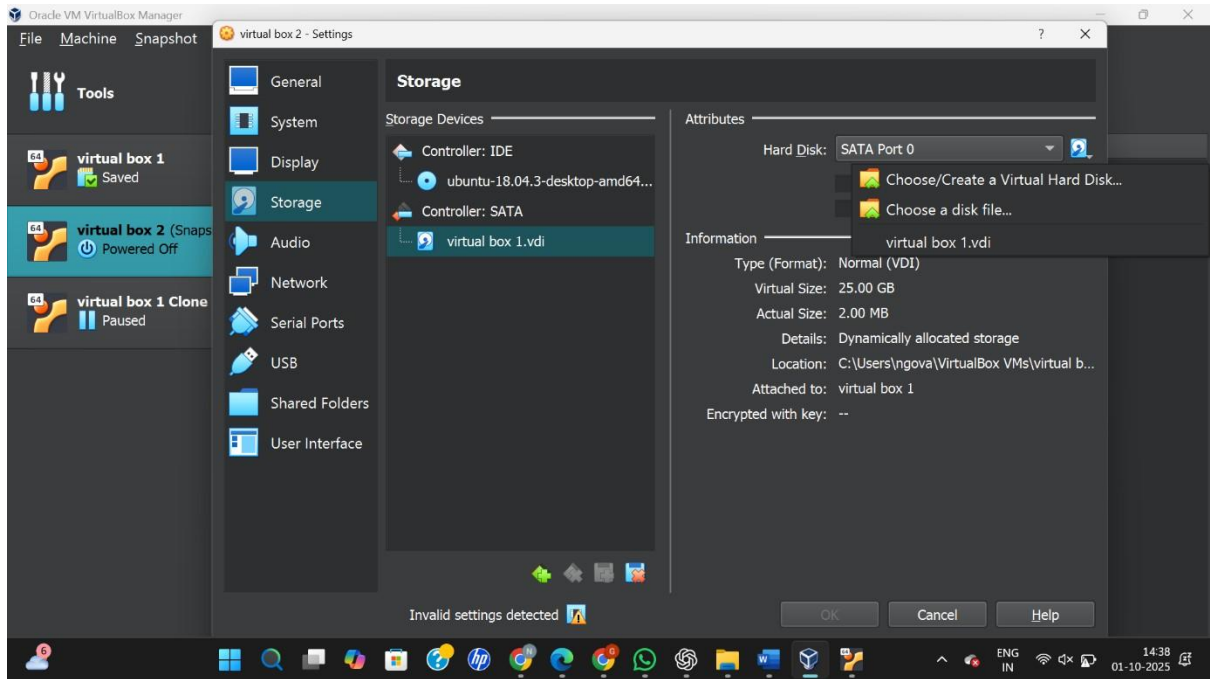 Oracle VM VirtualBox Manager
File Machine Snapshot
Tools
64 virtual box 1
Saved
64 virtual box 2 (Snaps
Powered Off
64 virtual box 1 Clone
Paused
virtual box 2 - Settings ?
General
System
Display
Storage
Audio
Network
Serial Ports
USB
Shared Folders
User Interface
Storage
Storage Devices
Controller: IDE
ubuntu-18.04.3-desktop-amd64...
Controller: SATA
virtual box 1.vdi
Attributes
Hard Disk: SATA Port 0
Choose/Create a Virtual Hard Disk...
Choose a disk file...
virtual box 1.vdi
Information
Type (Format): Normal (VDI)
Virtual Size: 25.00 GB
Actual Size: 2.00 MB
Details: Dynamically allocated storage
Location: C:\Users\ngova\VirtualBox VMs\virtual b...
Attached to: virtual box 1
Encrypted with key: --
Invalid settings detected
OK Cancel Help
6
ENG
IN
14:38
01-10-2025